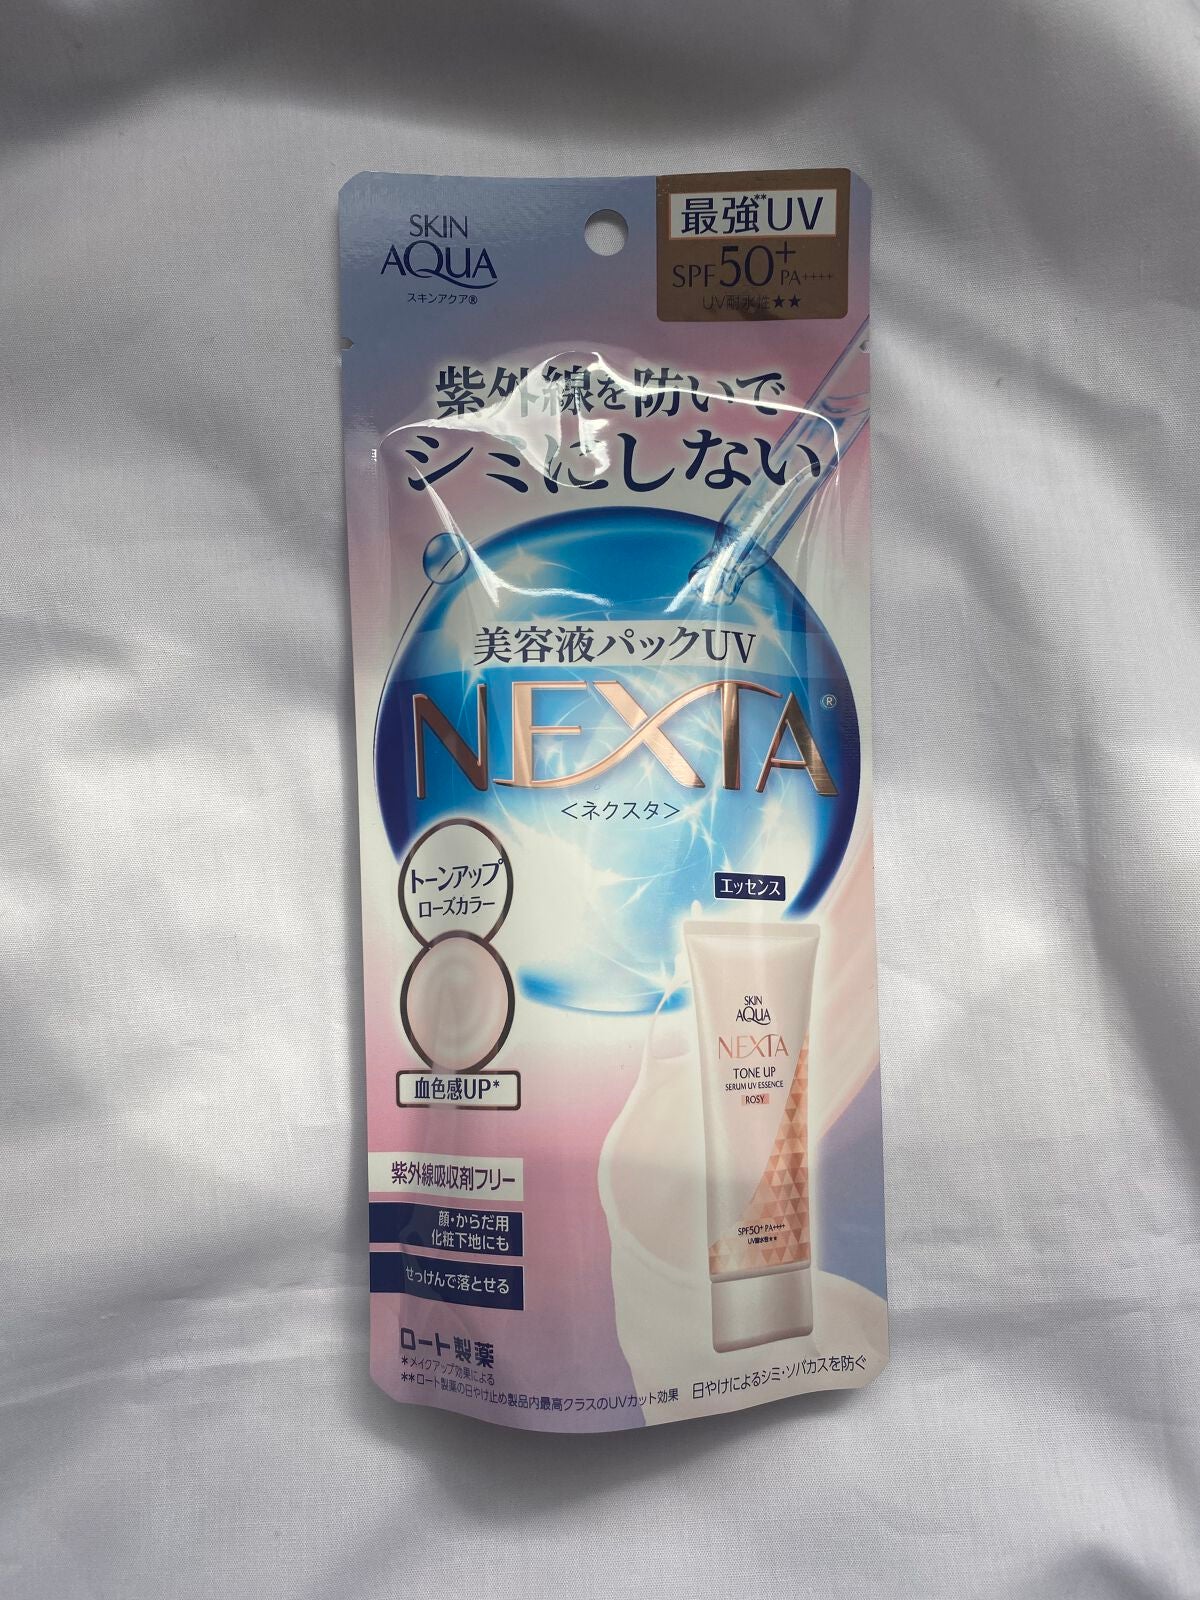 SKIN
AQUA
スキンアクア®
最強**UV
SPF50+
PA++++
UV耐水性★★
紫外線を防いで
シミにしない
美容液パックUV
NEXTA®
<ネクスタ>
トーンアップ
ローズカラー
血色感UP*
エッセンス
SKIN
AQUA
NEXTA
TONE UP
SERUM UV ESSENCE
ROSY
SPF50+ PA++++
UV耐水性★★
紫外線吸収剤フリー
顔・からだ用
化粧下地にも
せっけんで落とせる
ロート製薬
*メイクアップ効果による
**ロート製薬の日やけ止め製品内最高クラスのUVカット効果
日やけによるシミ・ソバカスを防ぐ